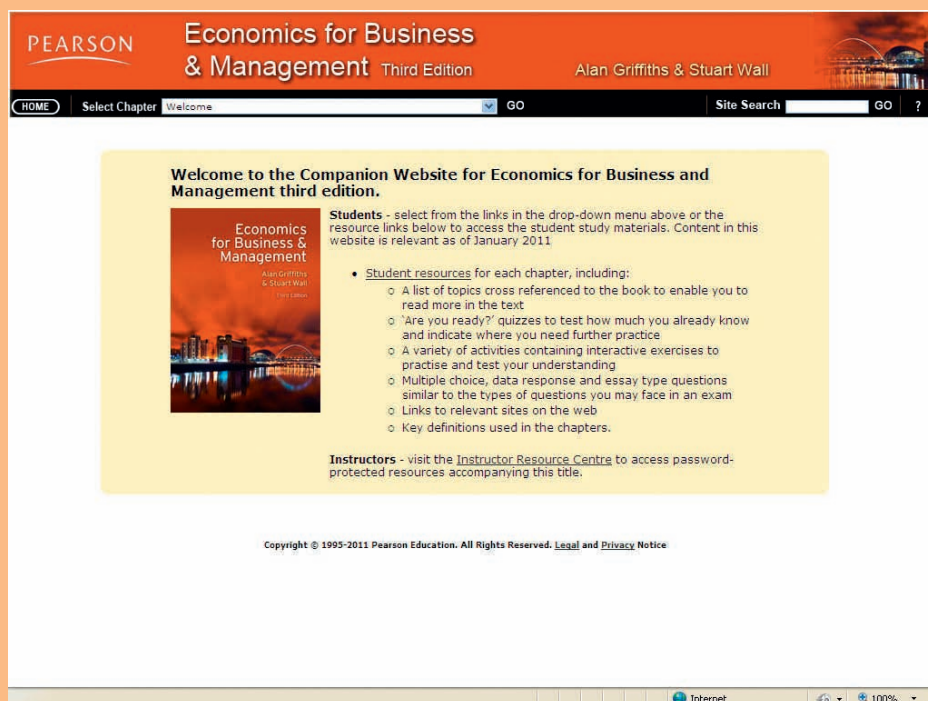 PEARSON
Economics for Business
& Management Third Edition
Alan Griffiths & Stuart Wall
HOME Select Chapter Welcome GO Site Search GO ?
Welcome to the Companion Website for Economics for Business and
Management third edition.
Economics
for Business &
Management
Alan Griffiths
& Stuart Wall
Third Edition
Students - select from the links in the drop-down menu above or the
resource links below to access the student study materials. Content in this
website is relevant as of January 2011
• Student resources for each chapter, including:
○ A list of topics cross referenced to the book to enable you to
read more in the text
○ 'Are you ready?' quizzes to test how much you already know
and indicate where you need further practice
○ A variety of activities containing interactive exercises to
practise and test your understanding
○ Multiple choice, data response and essay type questions
similar to the types of questions you may face in an exam
○ Links to relevant sites on the web
○ Key definitions used in the chapters.
Instructors - visit the Instructor Resource Centre to access password-
protected resources accompanying this title.
Copyright © 1995-2011 Pearson Education. All Rights Reserved. Legal and Privacy Notice
Internet 100%